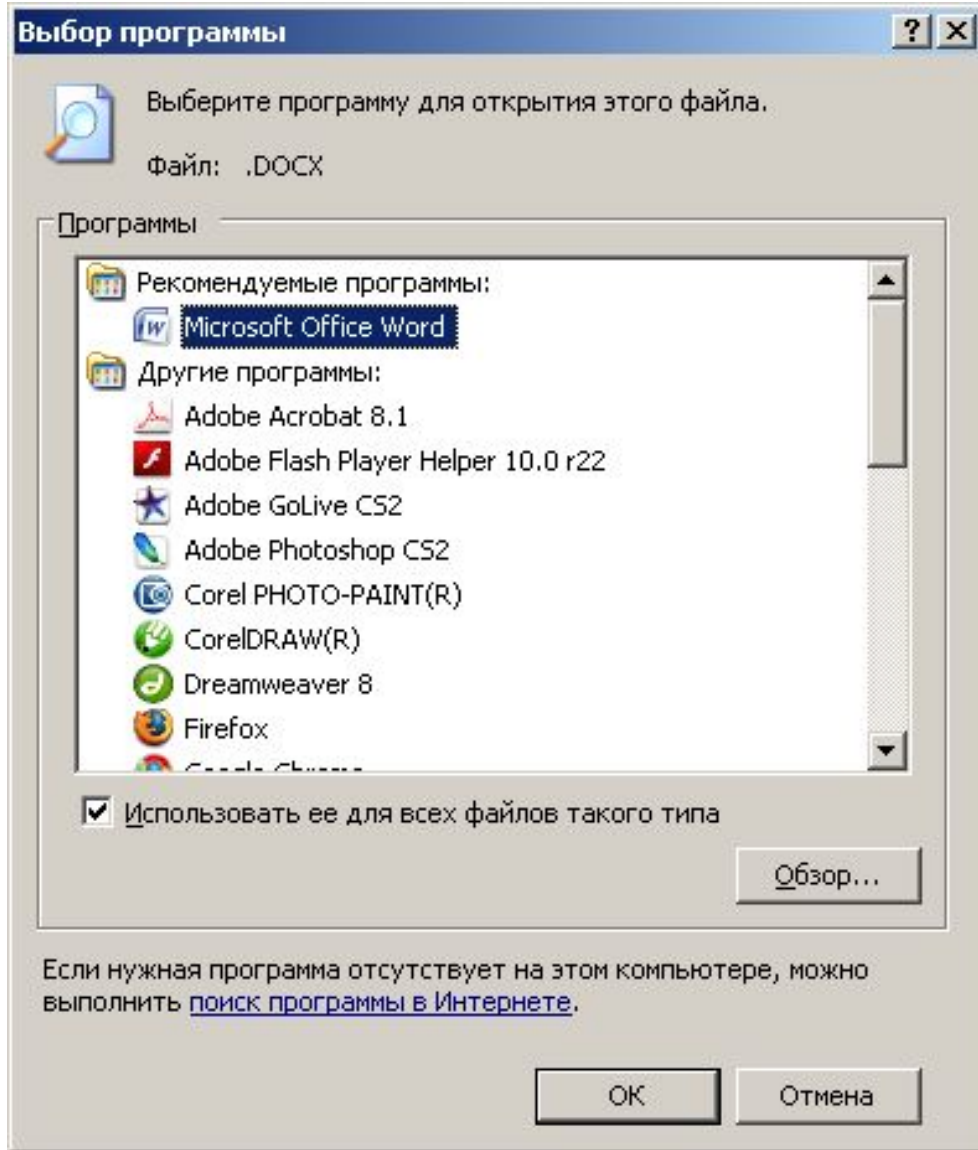 Выбор программы
Выберите программу для открытия этого файла.
Файл: .DOCX
Программы
Рекомендуемые программы:
Microsoft Office Word
Другие программы:
Adobe Acrobat 8.1
Adobe Flash Player Helper 10.0 r22
Adobe GoLive CS2
Adobe Photoshop CS2
Corel PHOTO-PAINT(R)
CorelDRAW(R)
Dreamweaver 8
Firefox
Google Chrome
Использовать ее для всех файлов такого типа
Обзор...
Если нужная программа отсутствует на этом компьютере, можно
выполнить поиск программы в Интернете.
ОК
Отмена